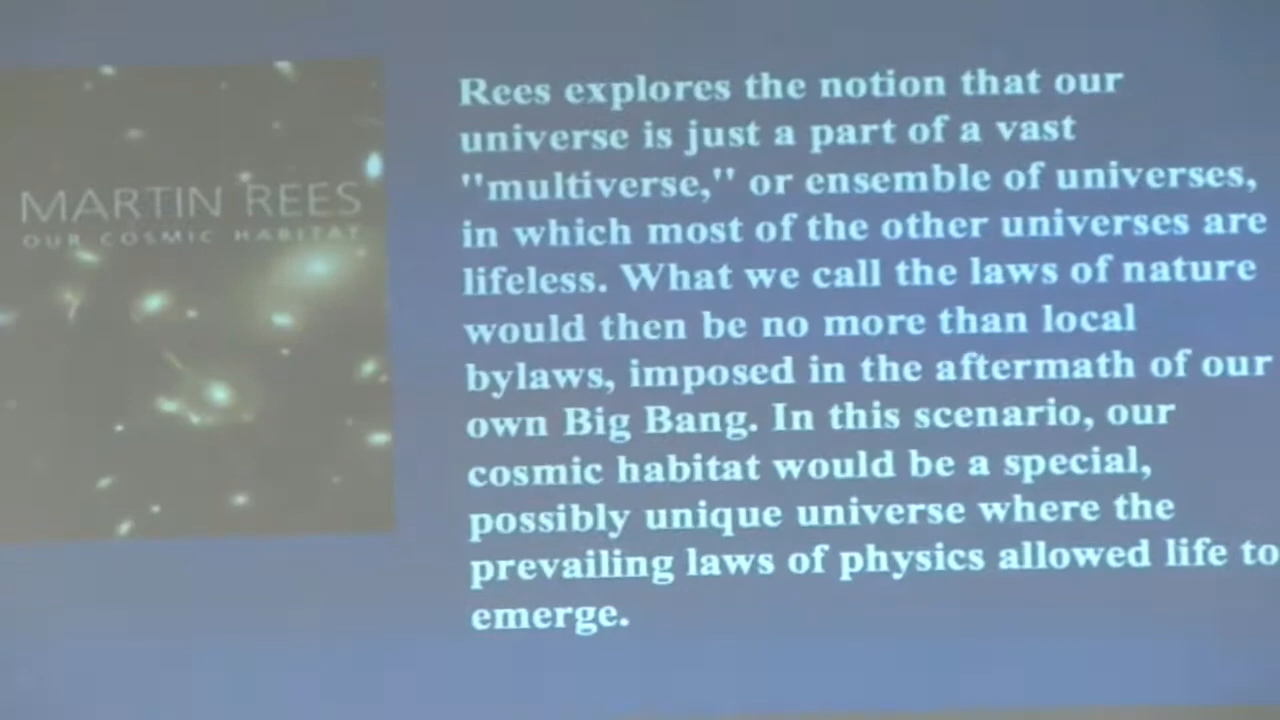 MARTIN REES
OUR COSMIC HABITAT
Rees explores the notion that our
universe is just a part of a vast
"multiverse," or ensemble of universes,
in which most of the other universes are
lifeless. What we call the laws of nature
would then be no more than local
bylaws, imposed in the aftermath of our
own Big Bang. In this scenario, our
cosmic habitat would be a special,
possibly unique universe where the
prevailing laws of physics allowed life to
emerge.